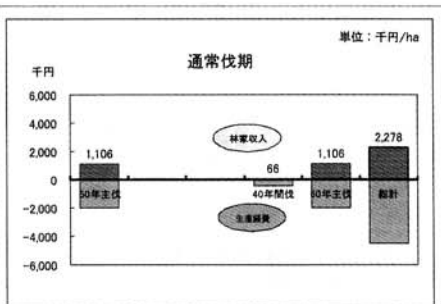 単位：千円/ha
通常伐期
千円
6,000
4,000
2,000
0
-2,000
-4,000
-6,000
1,106
66
1,106
2,278
林家収入
生産経費
50年主伐
40年間伐
50年主伐
総計